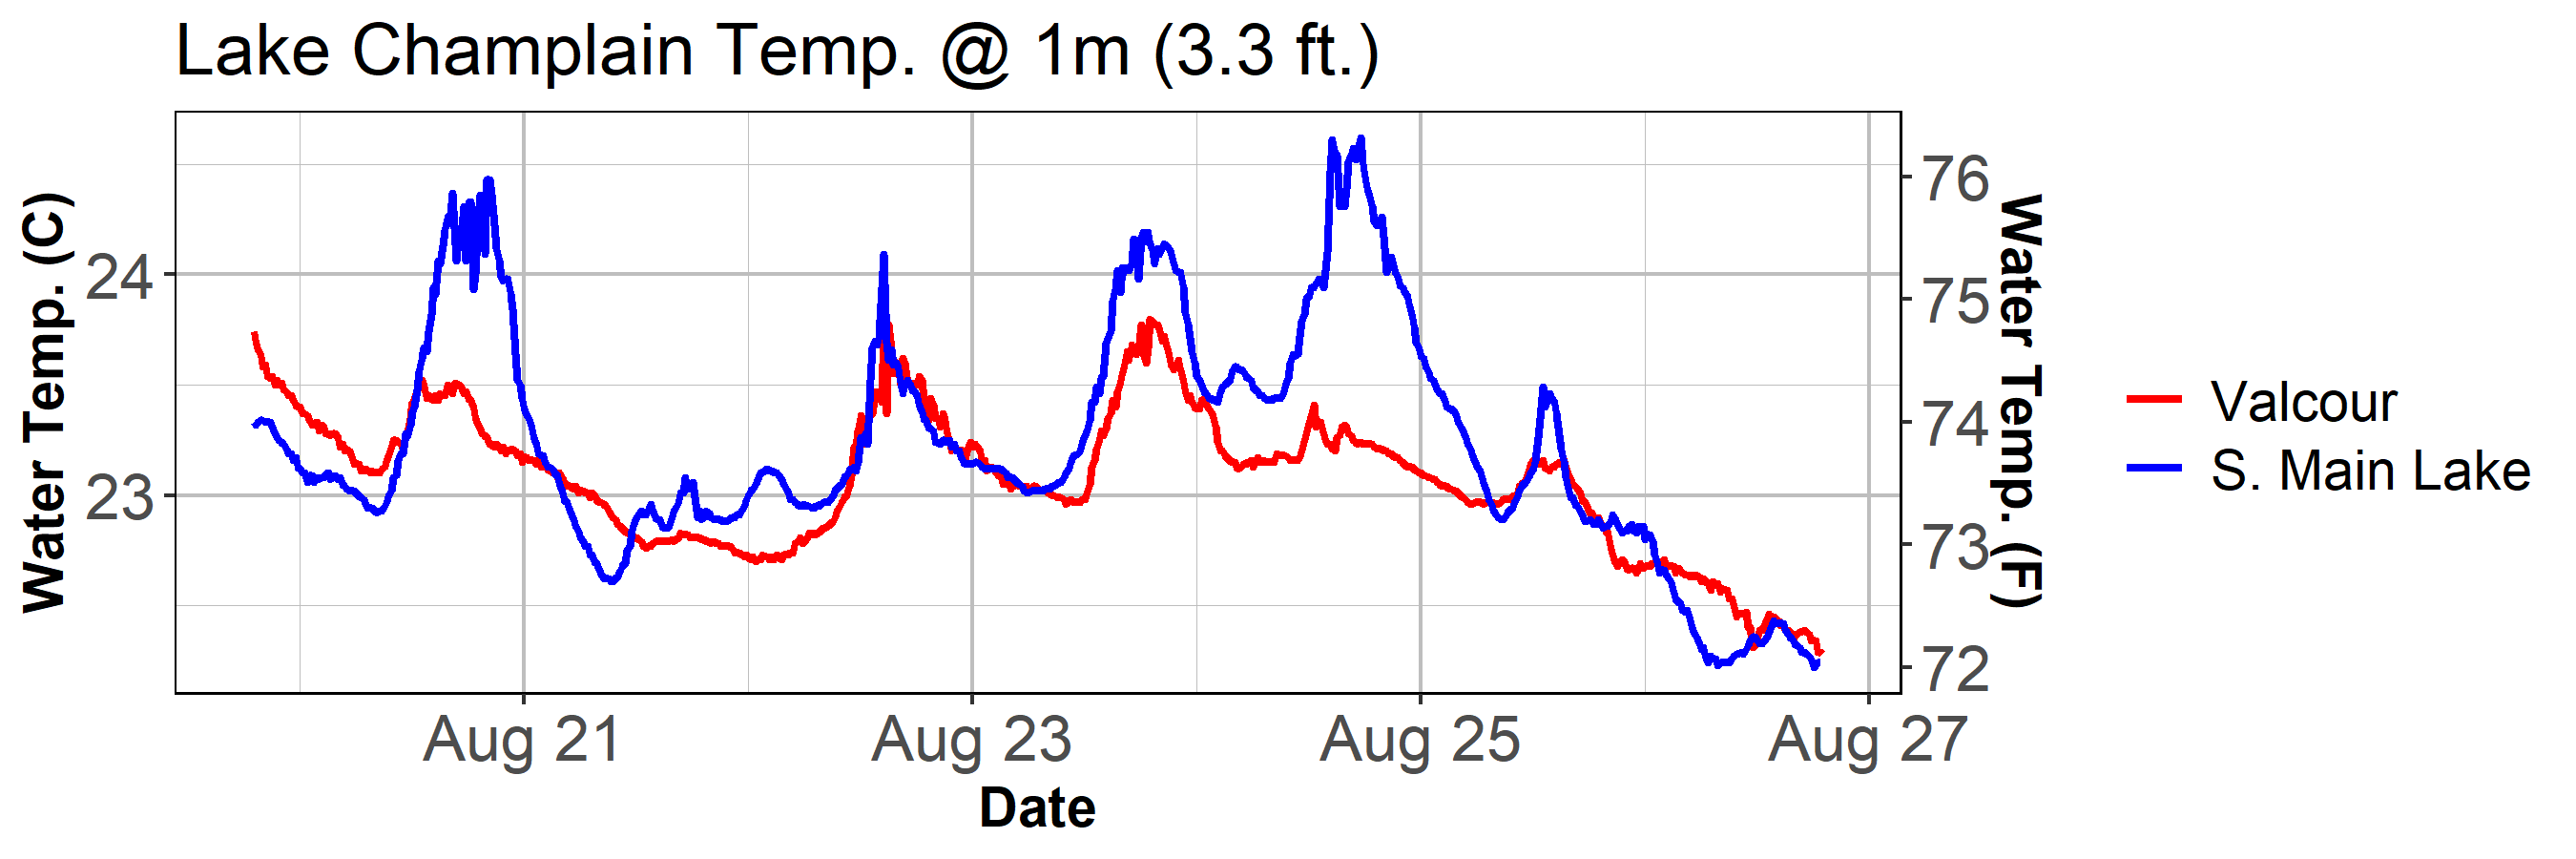 Lake Champlain Temp. @ 1m (3.3 ft.)
Water Temp. (C)
24
23
76
75
74
73
72
Water Temp. (F)
Aug 21
Aug 23
Aug 25
Aug 27
Date
Valcour
S. Main Lake